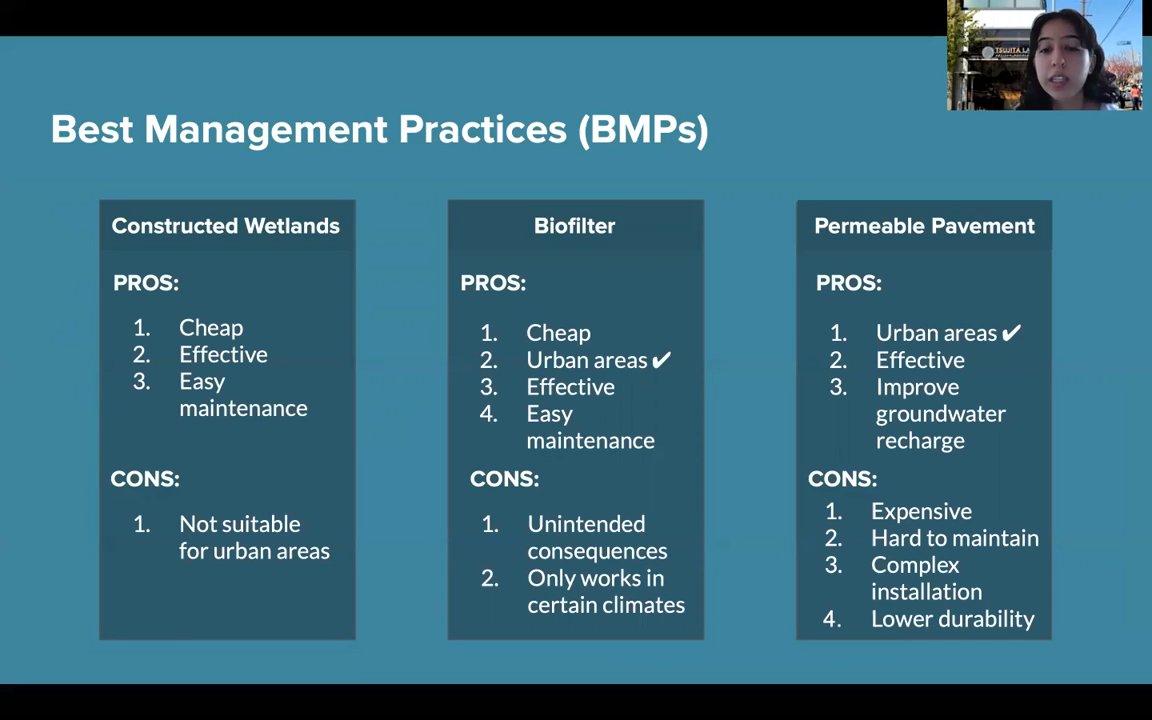 TSUJITA LA
Best Management Practices (BMPs)
Constructed Wetlands
PROS:
1. Cheap
2. Effective
3. Easy
maintenance
CONS:
1. Not suitable
for urban areas
Biofilter
PROS:
1. Cheap
2. Urban areas ✔
3. Effective
4. Easy
maintenance
CONS:
1. Unintended
consequences
2. Only works in
certain climates
Permeable Pavement
PROS:
1. Urban areas ✔
2. Effective
3. Improve
groundwater
recharge
CONS:
1. Expensive
2. Hard to maintain
3. Complex
installation
4. Lower durability